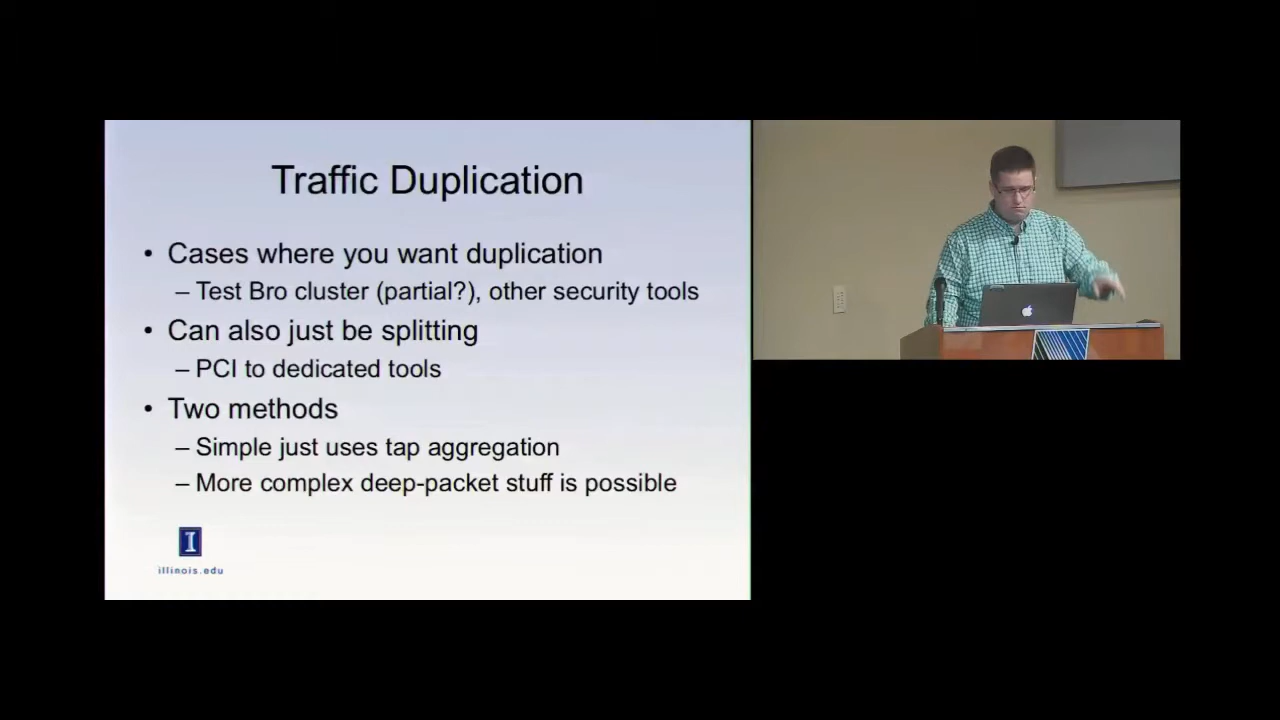 Traffic Duplication
• Cases where you want duplication
– Test Bro cluster (partial?), other security tools
• Can also just be splitting
– PCI to dedicated tools
• Two methods
– Simple just uses tap aggregation
– More complex deep-packet stuff is possible
I
illinois.edu